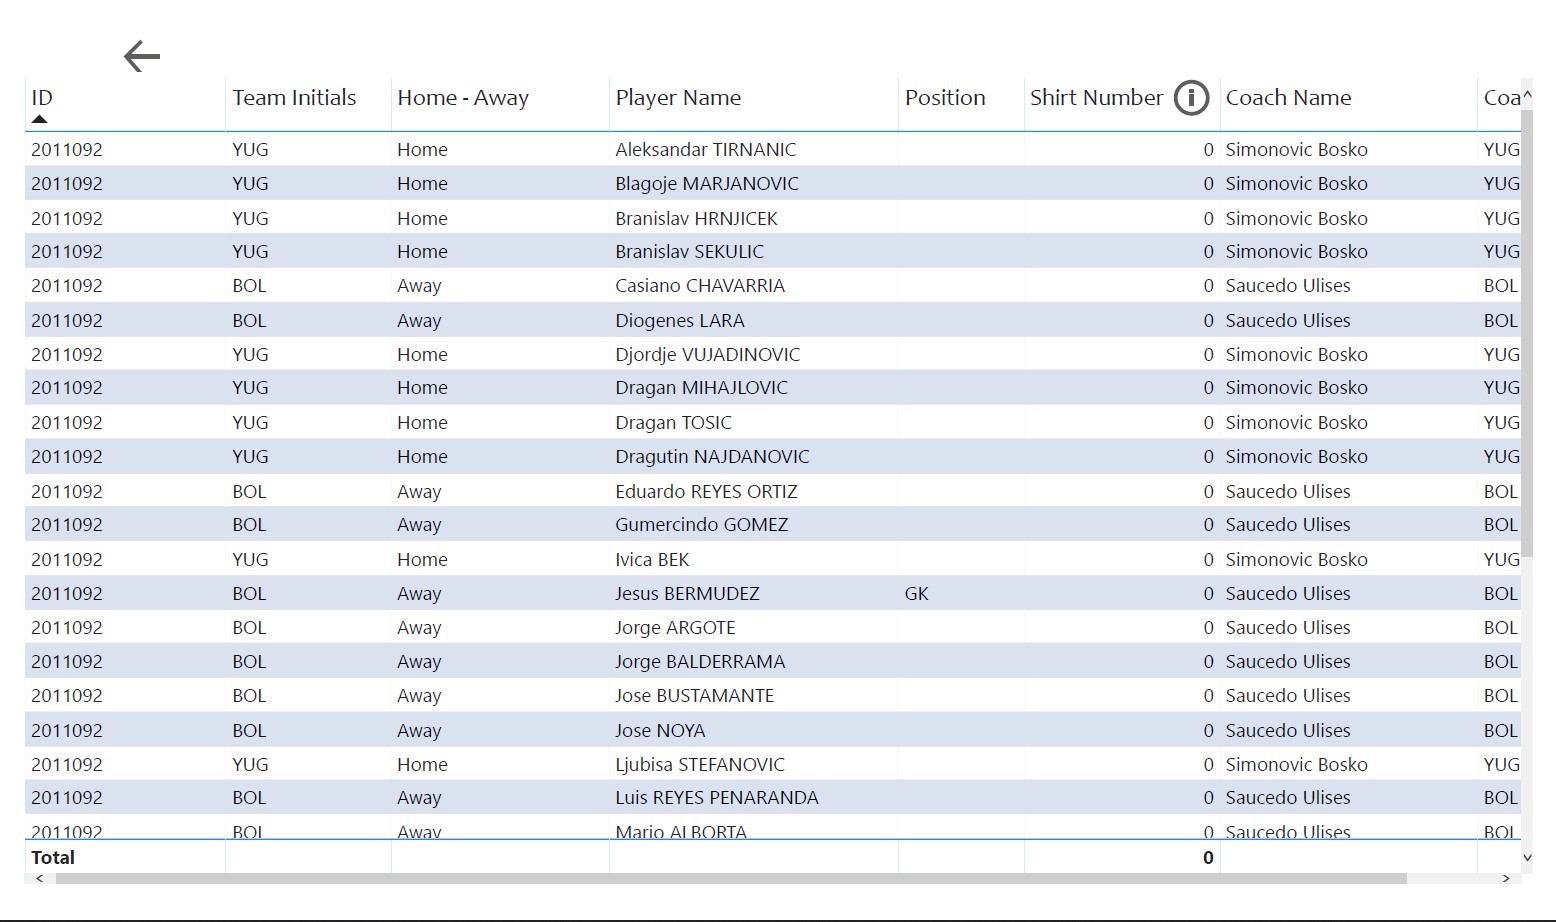 ID Team Initials Home - Away Player Name Position Shirt Number i Coach Name Coa
2011092 YUG Home Aleksandar TIRNANIC 0 Simonovic Bosko YUG
2011092 YUG Home Blagoje MARJANOVIC 0 Simonovic Bosko YUG
2011092 YUG Home Branislav HRNJICEK 0 Simonovic Bosko YUG
2011092 YUG Home Branislav SEKULIC 0 Simonovic Bosko YUG
2011092 BOL Away Casiano CHAVARRIA 0 Saucedo Ulises BOL
2011092 BOL Away Diogenes LARA 0 Saucedo Ulises BOL
2011092 YUG Home Djordje VUJADINOVIC 0 Simonovic Bosko YUG
2011092 YUG Home Dragan MIHAJLOVIC 0 Simonovic Bosko YUG
2011092 YUG Home Dragan TOSIC 0 Simonovic Bosko YUG
2011092 YUG Home Dragutin NAJDANOVIC 0 Simonovic Bosko YUG
2011092 BOL Away Eduardo REYES ORTIZ 0 Saucedo Ulises BOL
2011092 BOL Away Gumercindo GOMEZ 0 Saucedo Ulises BOL
2011092 YUG Home Ivica BEK 0 Simonovic Bosko YUG
2011092 BOL Away Jesus BERMUDEZ GK 0 Saucedo Ulises BOL
2011092 BOL Away Jorge ARGOTE 0 Saucedo Ulises BOL
2011092 BOL Away Jorge BALDERRAMA 0 Saucedo Ulises BOL
2011092 BOL Away Jose BUSTAMANTE 0 Saucedo Ulises BOL
2011092 BOL Away Jose NOYA 0 Saucedo Ulises BOL
2011092 YUG Home Ljubisa STEFANOVIC 0 Simonovic Bosko YUG
2011092 BOL Away Luis REYES PENARANDA 0 Saucedo Ulises BOL
2011092 BOL Away Mario ALBORTA 0 Saucedo Ulises BOL
Total 0